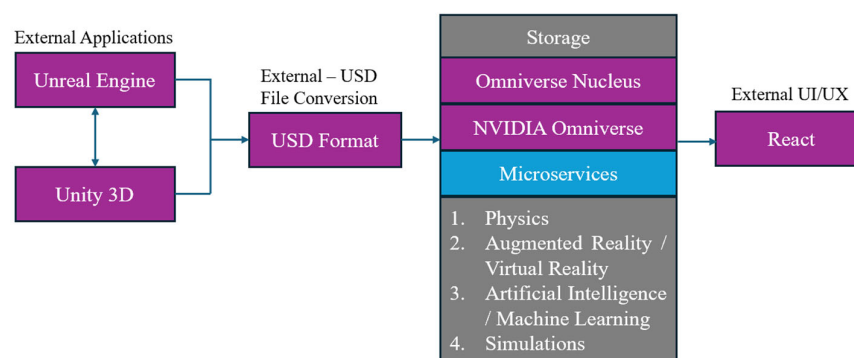 External Applications
Unreal Engine
Unity 3D
External – USD
File Conversion
USD Format
Storage
Omniverse Nucleus
NVIDIA Omniverse
Microservices
1. Physics
2. Augmented Reality /
Virtual Reality
3. Artificial Intelligence
/ Machine Learning
4. Simulations
External UI/UX
React